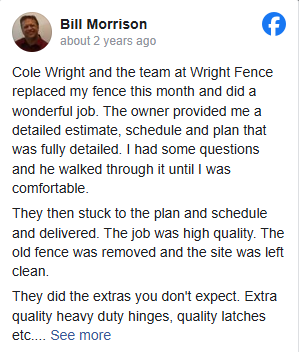 Bill Morrison
about 2 years ago
Cole Wright and the team at Wright Fence
replaced my fence this month and did a
wonderful job. The owner provided me a
detailed estimate, schedule and plan that
was fully detailed. I had some questions
and he walked through it until I was
comfortable.
They then stuck to the plan and schedule
and delivered. The job was high quality. The
old fence was removed and the site was left
clean.
They did the extras you don't expect. Extra
quality heavy duty hinges, quality latches
etc.... See more